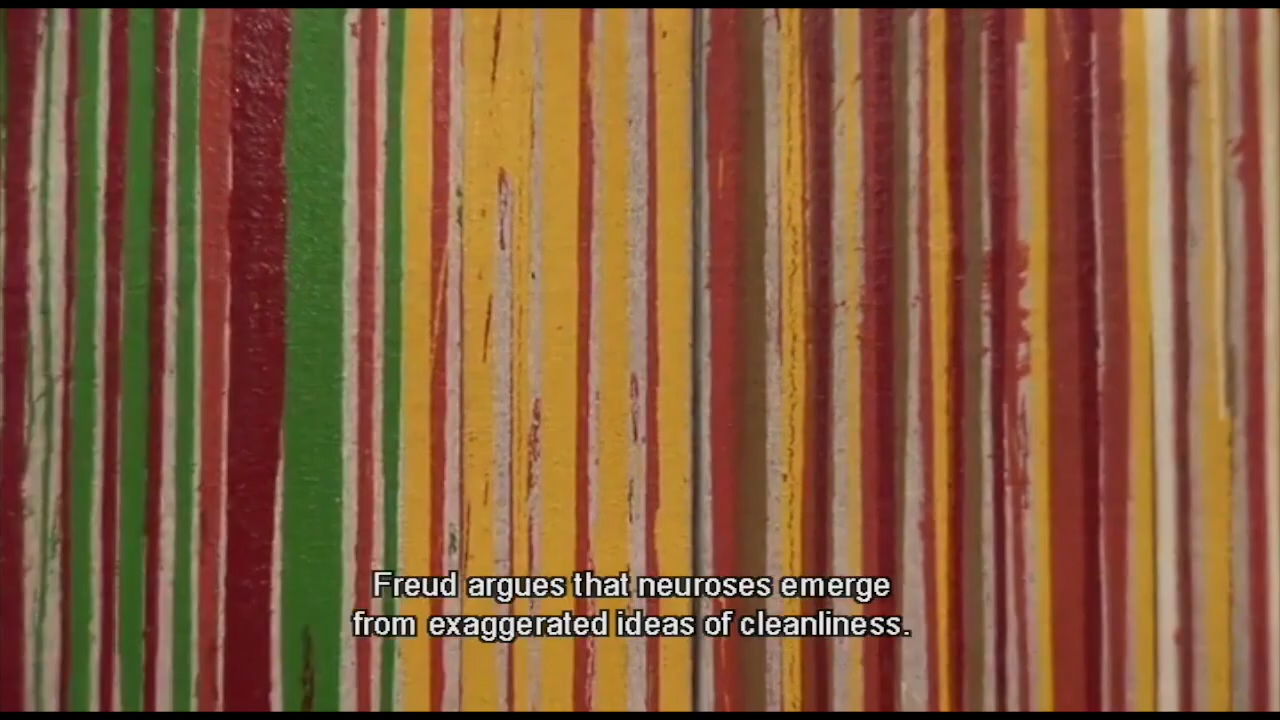 Freud argues that neuroses emerge
from exaggerated ideas of cleanliness.